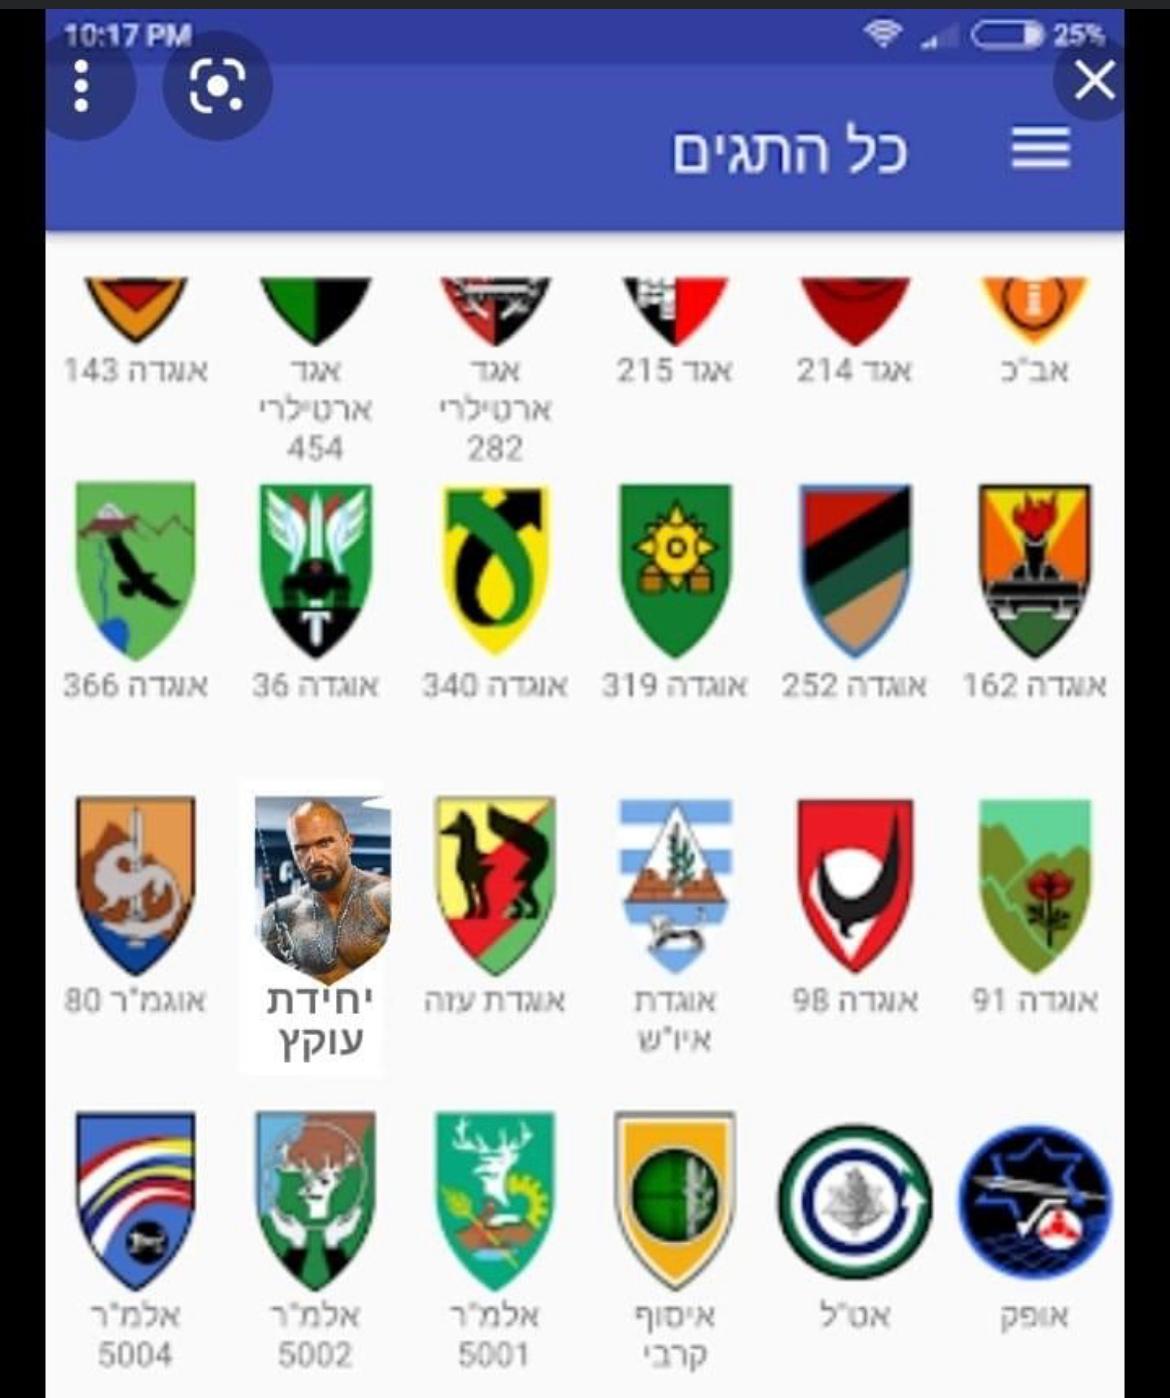 10:17 PM
25%
כל התגים
אב"כ
אגד 214
אגד 215
אגד
ארטילרי
282
אגד
ארטילרי
454
אוגדה 143
אוגדה 162
אוגדה 252
אוגדה 319
אוגדה 340
אוגדה 36
אוגדה 366
אוגדה 91
אוגדה 98
אוגדת
איו"ש
אוגדת עזה
יחידת
עוקץ
אוגמ"ר 80
אופק
אט"ל
איסוף
קרבי
אלמ"ר
5001
אלמ"ר
5002
אלמ"ר
5004